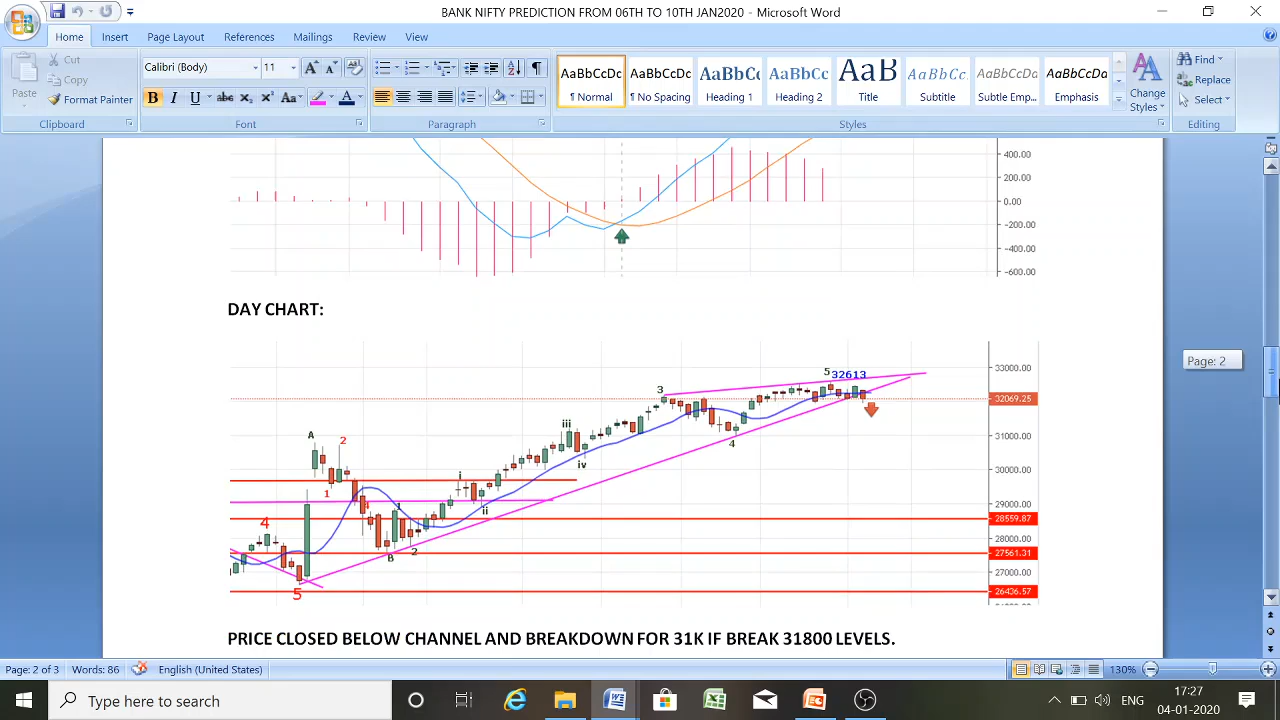 BANK NIFTY PREDICTION FROM 06TH TO 10TH JAN2020 - Microsoft Word
Home Insert Page Layout References Mailings Review View
Paste
Cut
Copy
Format Painter
Clipboard
Calibri (Body) 11
B I U abc x₂ x² Aa
Font
Paragraph
AaBbCcDc AaBbCcDc AaBbCc AaBbCc AaB AaBbCc. AaBbCcDa AaBbCcDa
¶ Normal ¶ No Spacing Heading 1 Heading 2 Title Subtitle Subtle Emp... Emphasis
Styles
Change
Styles
Find
Replace
Select
Editing
400.00
200.00
0.00
−200.00
−400.00
−600.00
DAY CHART:
Page: 2
33000.00
5 32613
3
32069.25
A
2
iii
4
31000.00
iv
30000.00
i
1
29000.00
1
ii
4
28559.87
28000.00
2
B
27561.31
27000.00
5
26436.57
PRICE CLOSED BELOW CHANNEL AND BREAKDOWN FOR 31K IF BREAK 31800 LEVELS.
Page: 2 of 3 Words: 86 English (United States) 130%
Type here to search
ENG
17:27
04-01-2020